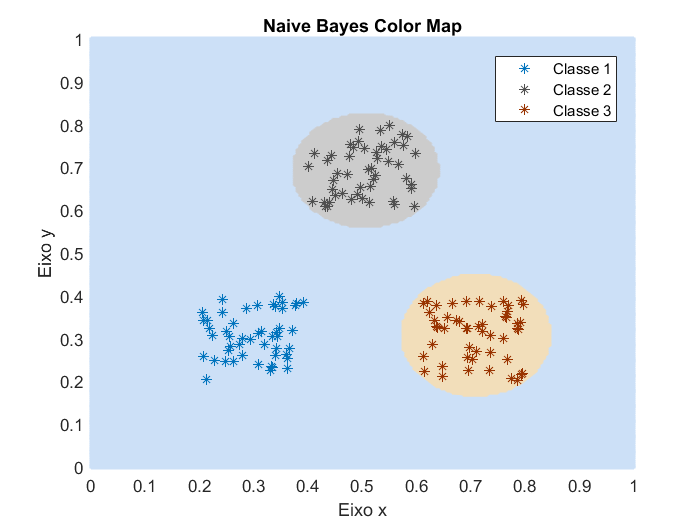 Naive Bayes Color Map
Classe 1
Classe 2
Classe 3
Eixo y
1
0.9
0.8
0.7
0.6
0.5
0.4
0.3
0.2
0.1
0
0 0.1 0.2 0.3 0.4 0.5 0.6 0.7 0.8 0.9 1
Eixo x